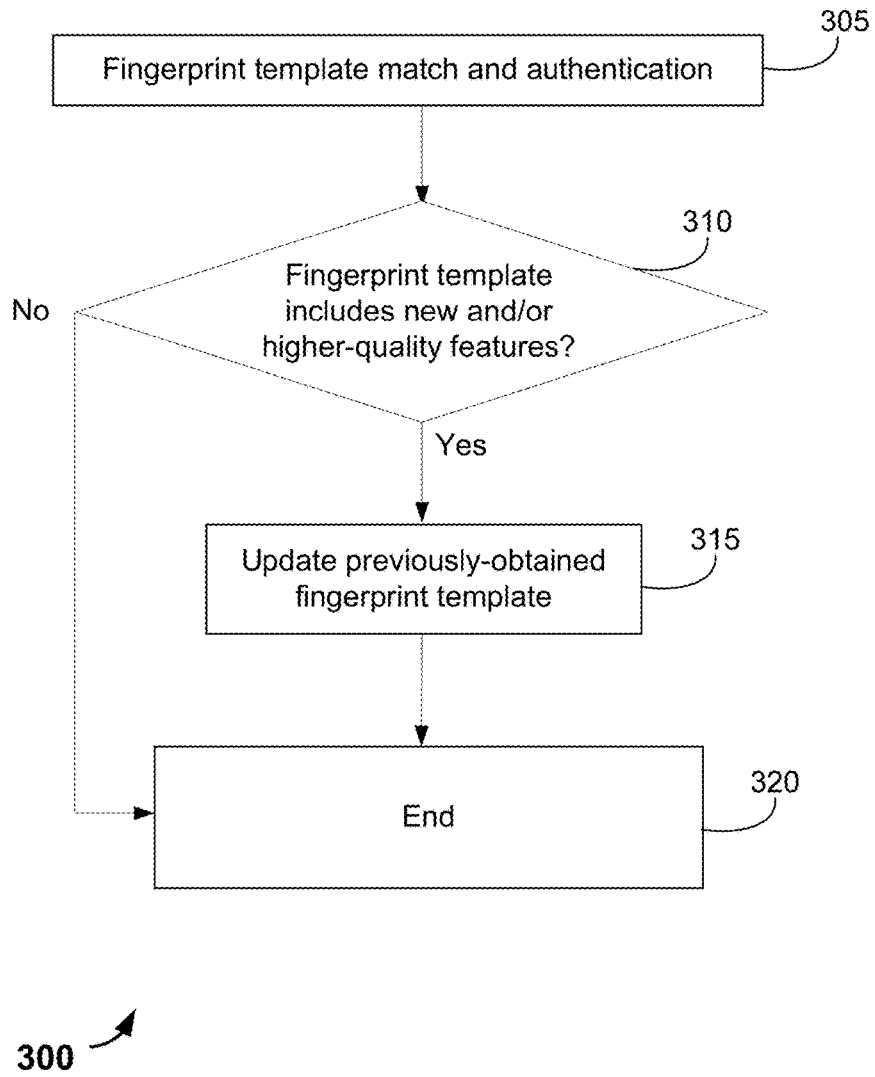 305
Fingerprint template match and authentication
310
Fingerprint template
includes new and/or
higher-quality features?
No
Yes
315
Update previously-obtained
fingerprint template
320
End
300